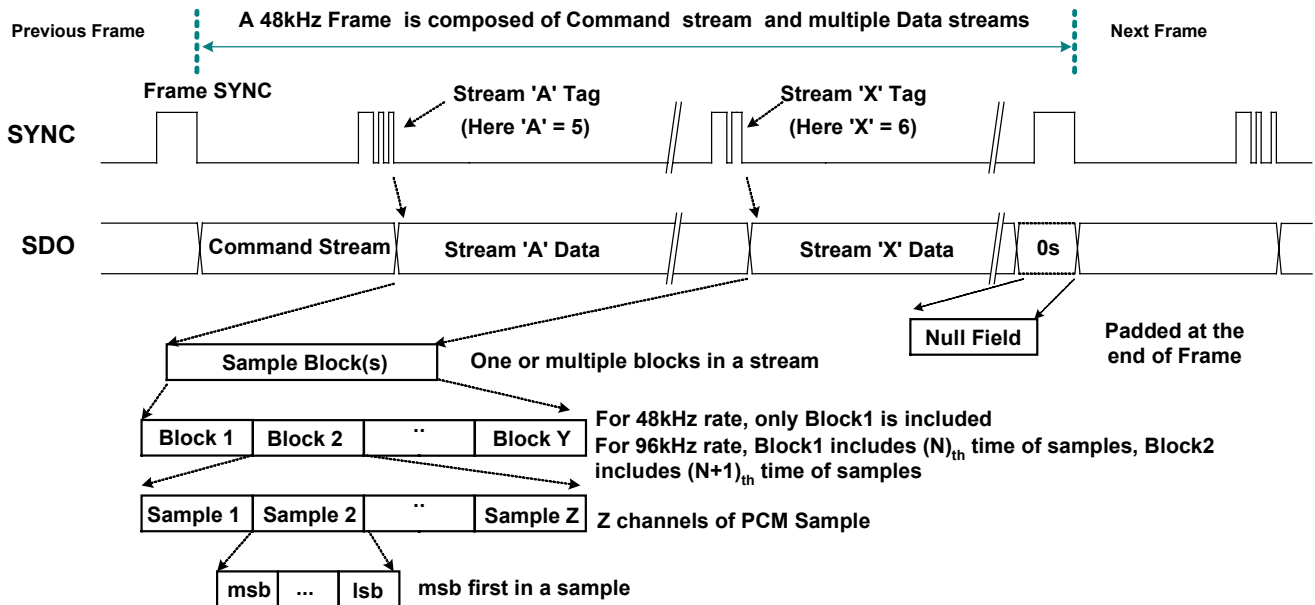 A 48kHz Frame is composed of Command stream and multiple Data streams
Previous Frame
Next Frame
Frame SYNC
Stream 'A' Tag
(Here 'A' = 5)
Stream 'X' Tag
(Here 'X' = 6)
SYNC
SDO
Command Stream
Stream 'A' Data
Stream 'X' Data
0s
Null Field
Padded at the
end of Frame
Sample Block(s)
One or multiple blocks in a stream
Block 1
Block 2
..
Block Y
For 48kHz rate, only Block1 is included
For 96kHz rate, Block1 includes (N)th time of samples, Block2
includes (N+1)th time of samples
Sample 1
Sample 2
..
Sample Z
Z channels of PCM Sample
msb
...
lsb
msb first in a sample